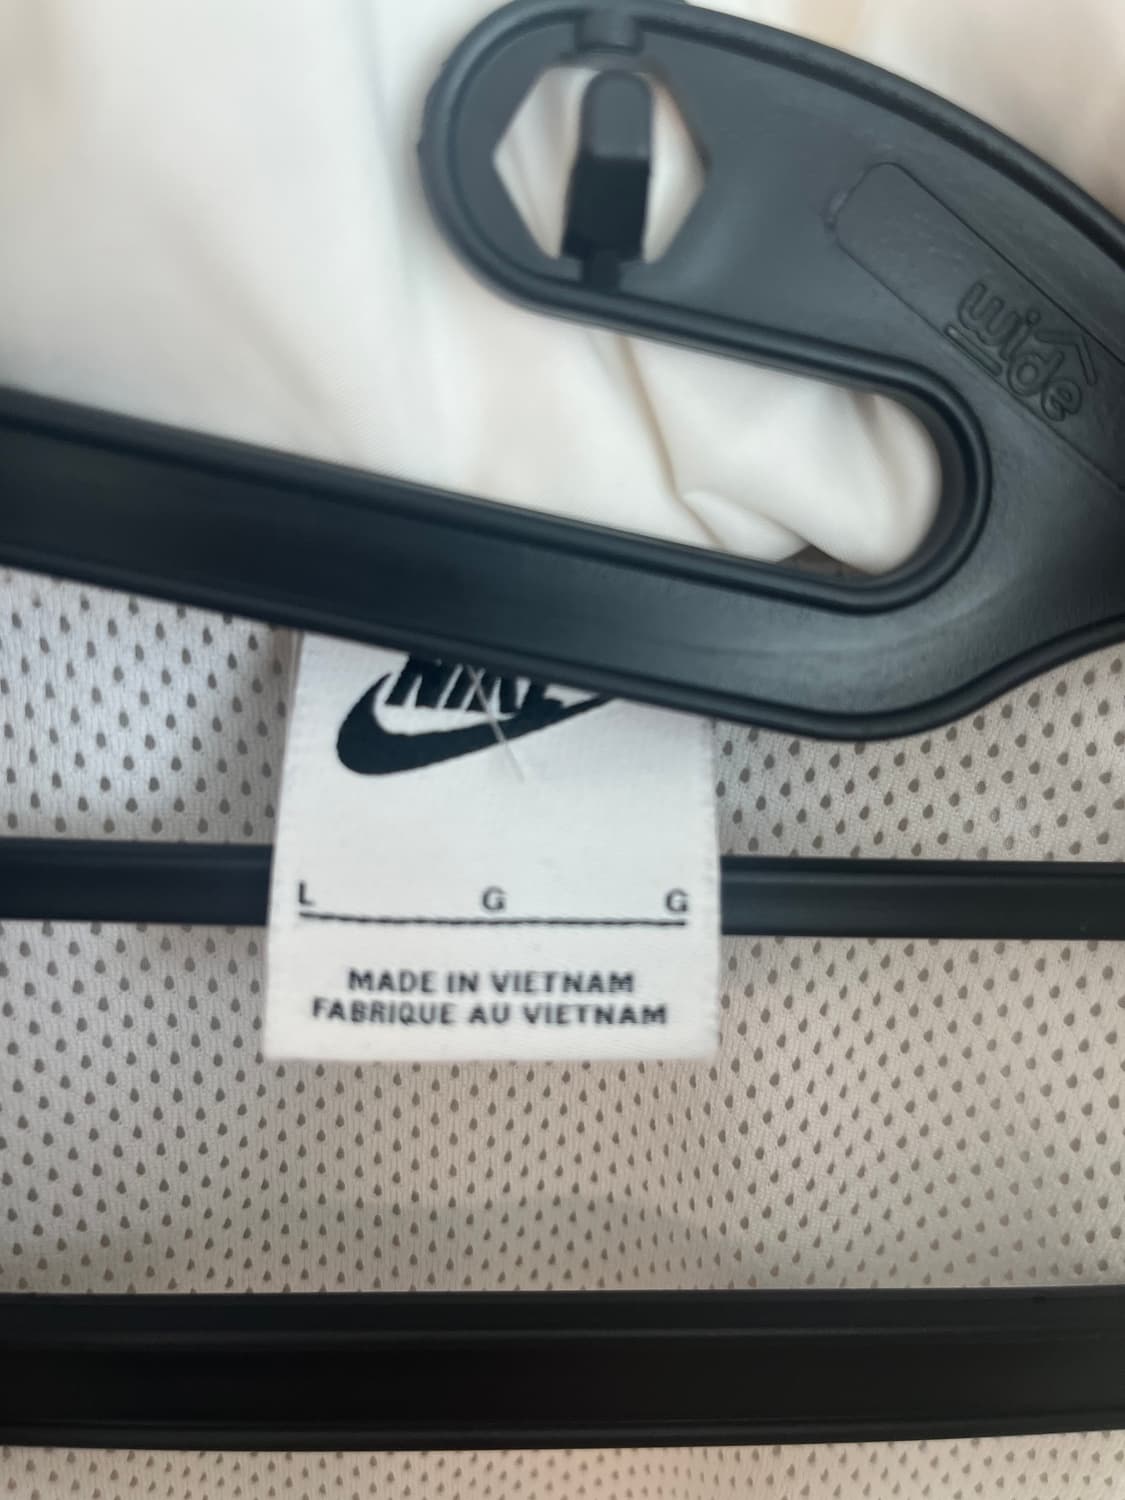 wide
NIKE
L G G
MADE IN VIETNAM
FABRIQUE AU VIETNAM